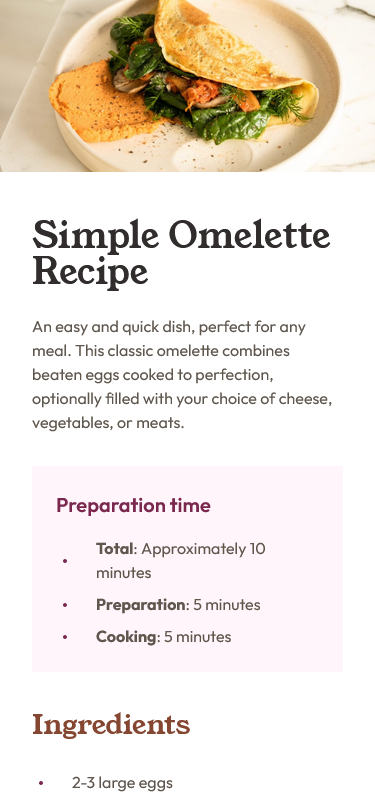 Simple Omelette
Recipe
An easy and quick dish, perfect for any
meal. This classic omelette combines
beaten eggs cooked to perfection,
optionally filled with your choice of cheese,
vegetables, or meats.
Preparation time
• Total: Approximately 10
minutes
• Preparation: 5 minutes
• Cooking: 5 minutes
Ingredients
• 2-3 large eggs